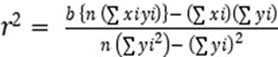 r² = b {n (∑ xiyi)}− (∑ xi)(∑ yi) / n (∑ yi²)− (∑ yi)²